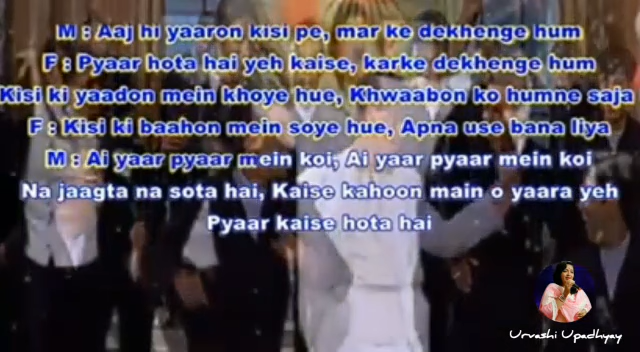 M : Aaj hi yaaron kisi pe, mar ke dekhenge hum
F : Pyaar hota hai yeh kaise, karke dekhenge hum
Kisi ki yaadon mein khoye hue, Khwaabon ko humne saja
F : Kisi ki baahon mein soye hue, Apna use bana liya
M : Ai yaar pyaar mein koi, Ai yaar pyaar mein koi
Na jaagta na sota hai, Kaise kahoon main o yaara yeh
Pyaar kaise hota hai
Urvashi Upadhyay